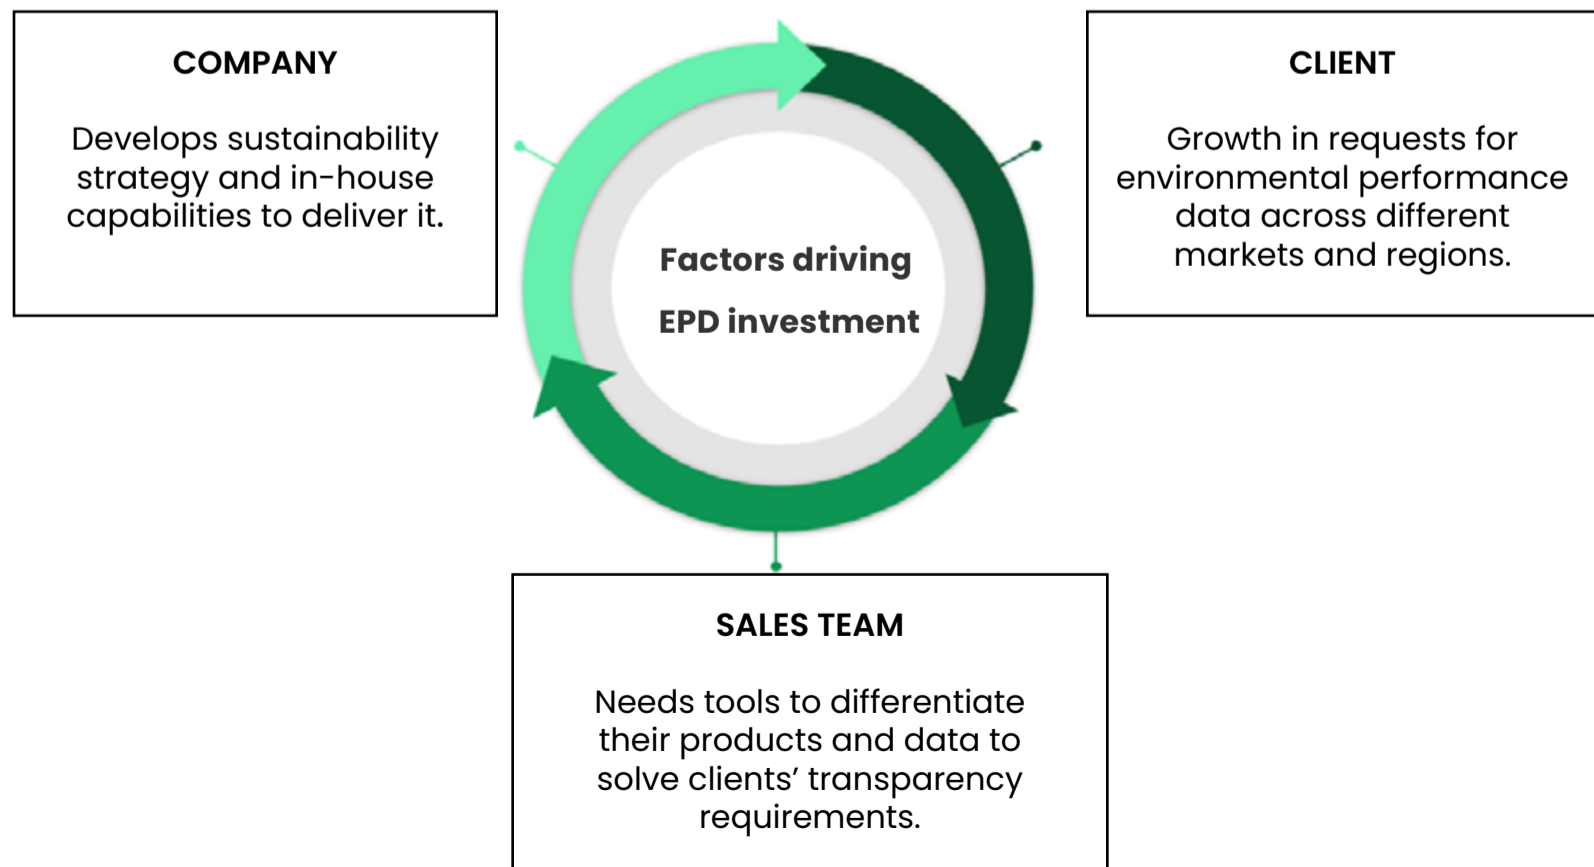 COMPANY
Develops sustainability
strategy and in-house
capabilities to deliver it.
Factors driving
EPD investment
CLIENT
Growth in requests for
environmental performance
data across different
markets and regions.
SALES TEAM
Needs tools to differentiate
their products and data to
solve clients’ transparency
requirements.